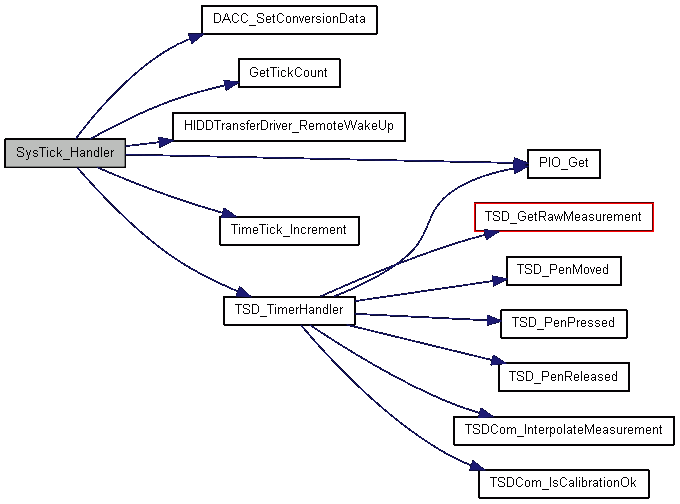 DACC_SetConversionData
GetTickCount
HIDDTransferDriver_RemoteWakeUp
SysTick_Handler
PIO_Get
TSD_GetRawMeasurement
TimeTick_Increment
TSD_PenMoved
TSD_TimerHandler
TSD_PenPressed
TSD_PenReleased
TSDCom_InterpolateMeasurement
TSDCom_IsCalibrationOk